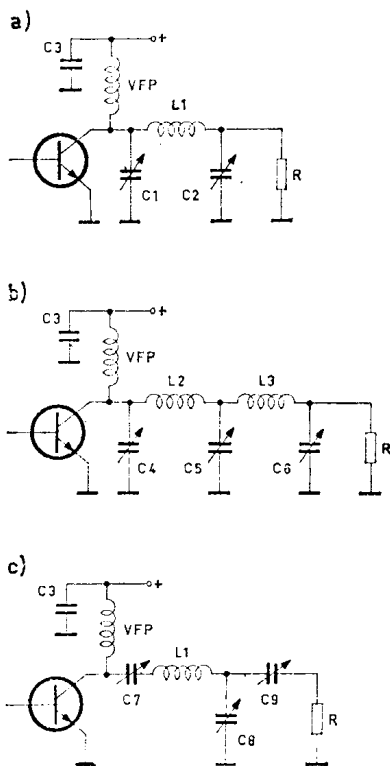 a)
C3
+
VFP
L1
C1
C2
R
b)
C3
+
VFP
L2
L3
C4
C5
C6
R
c)
C3
+
VFP
L1
C7
C9
C8
R